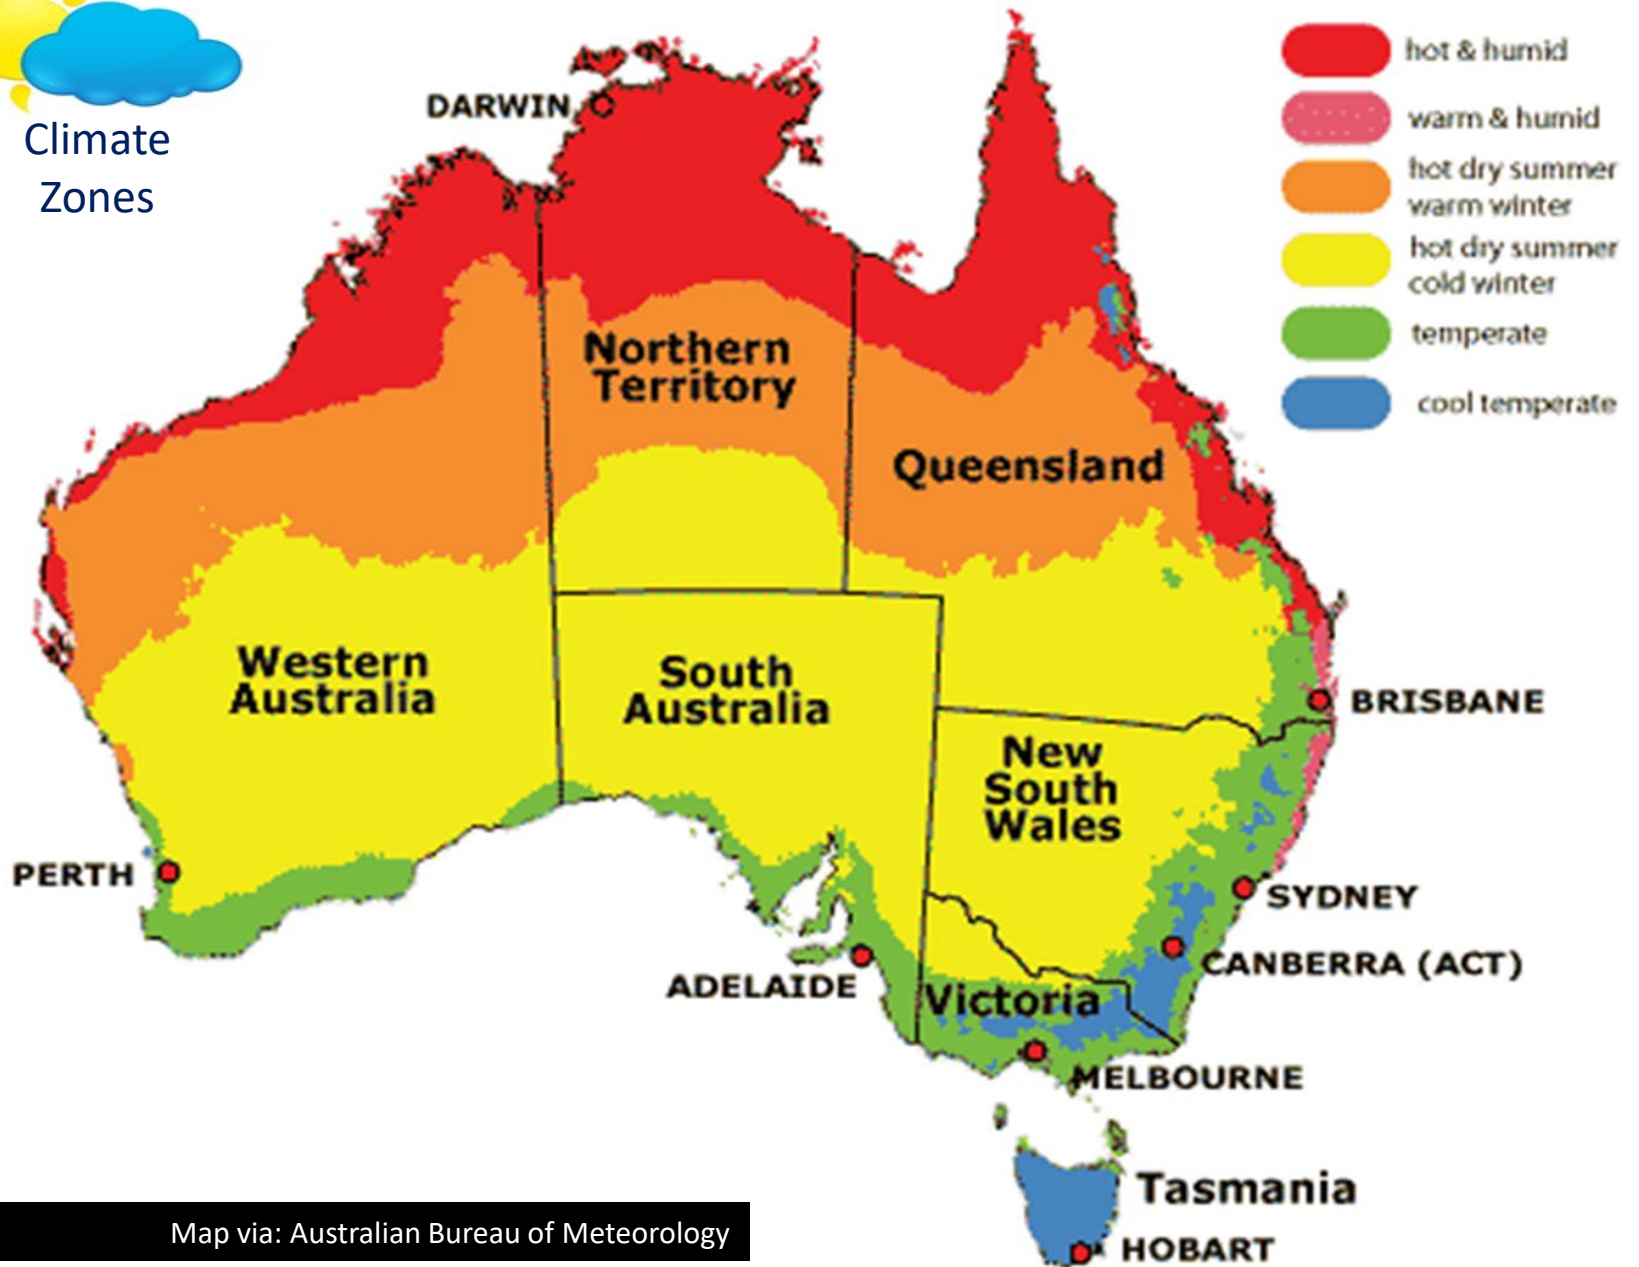 Climate
Zones
DARWIN
hot & humid
warm & humid
hot dry summer
warm winter
hot dry summer
cold winter
temperate
cool temperate
Northern
Territory
Queensland
Western
Australia
South
Australia
New
South
Wales
BRISBANE
PERTH
SYDNEY
CANBERRA (ACT)
ADELAIDE
Victoria
MELBOURNE
Tasmania
HOBART
Map via: Australian Bureau of Meteorology